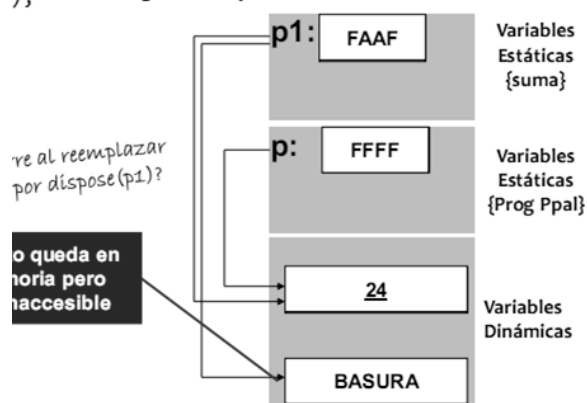 );
p1: FAAF
Variables
Estáticas
{suma}
rre al reemplazar
por dispose(p1)?
p: FFFF
Variables
Estáticas
{Prog Ppal}
o queda en
noria pero
naccesible
24
Variables
Dinámicas
BASURA